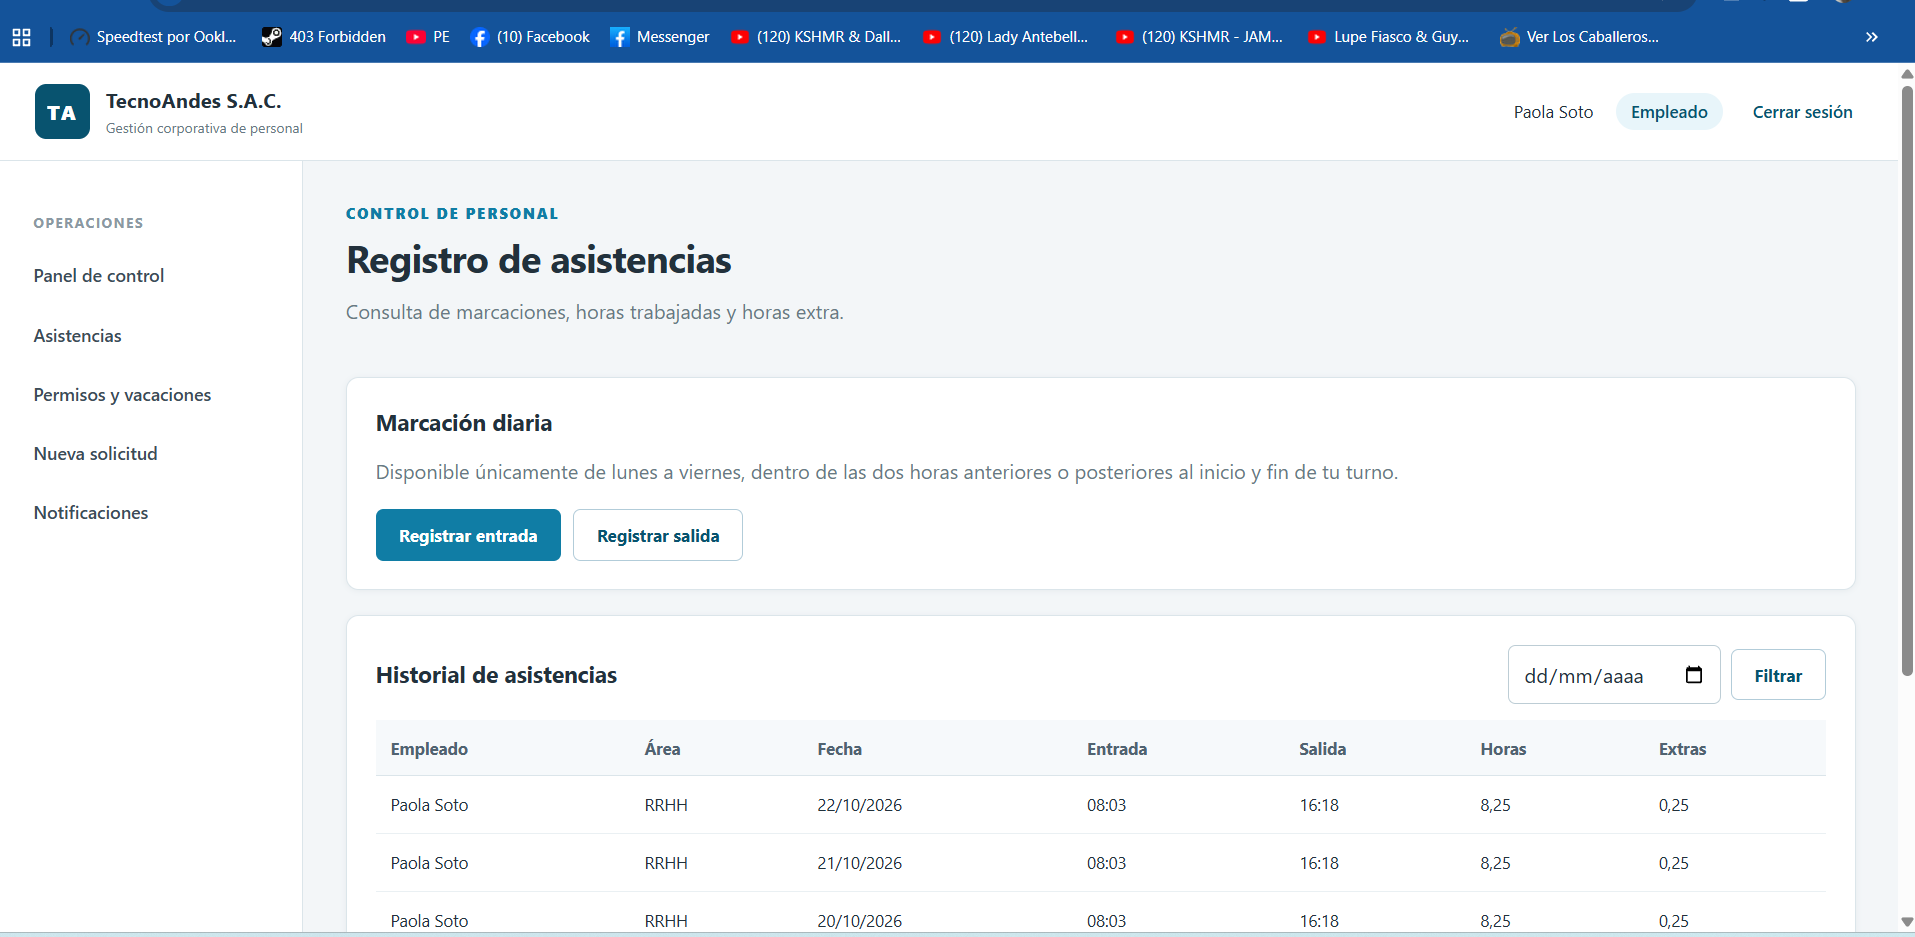 Speedtest por Ookl... 403 Forbidden PE (10) Facebook Messenger (120) KSHMR & Dall... (120) Lady Antebell... (120) KSHMR - JAM... Lupe Fiasco & Guy... Ver Los Caballeros... »
TA
TecnoAndes S.A.C.
Gestión corporativa de personal
Paola Soto Empleado Cerrar sesión
OPERACIONES
Panel de control
Asistencias
Permisos y vacaciones
Nueva solicitud
Notificaciones
CONTROL DE PERSONAL
Registro de asistencias
Consulta de marcaciones, horas trabajadas y horas extra.
Marcación diaria
Disponible únicamente de lunes a viernes, dentro de las dos horas anteriores o posteriores al inicio y fin de tu turno.
Registrar entrada Registrar salida
Historial de asistencias dd/mm/aaaa Filtrar
Empleado Área Fecha Entrada Salida Horas Extras
Paola Soto RRHH 22/10/2026 08:03 16:18 8,25 0,25
Paola Soto RRHH 21/10/2026 08:03 16:18 8,25 0,25
Paola Soto RRHH 20/10/2026 08:03 16:18 8,25 0,25